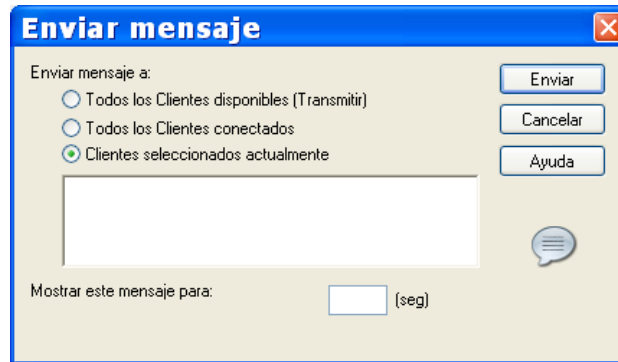 Enviar mensaje
Enviar mensaje a:
Todos los Clientes disponibles (Transmitir)
Todos los Clientes conectados
Clientes seleccionados actualmente
Enviar
Cancelar
Ayuda
Mostrar este mensaje para:
(seg)